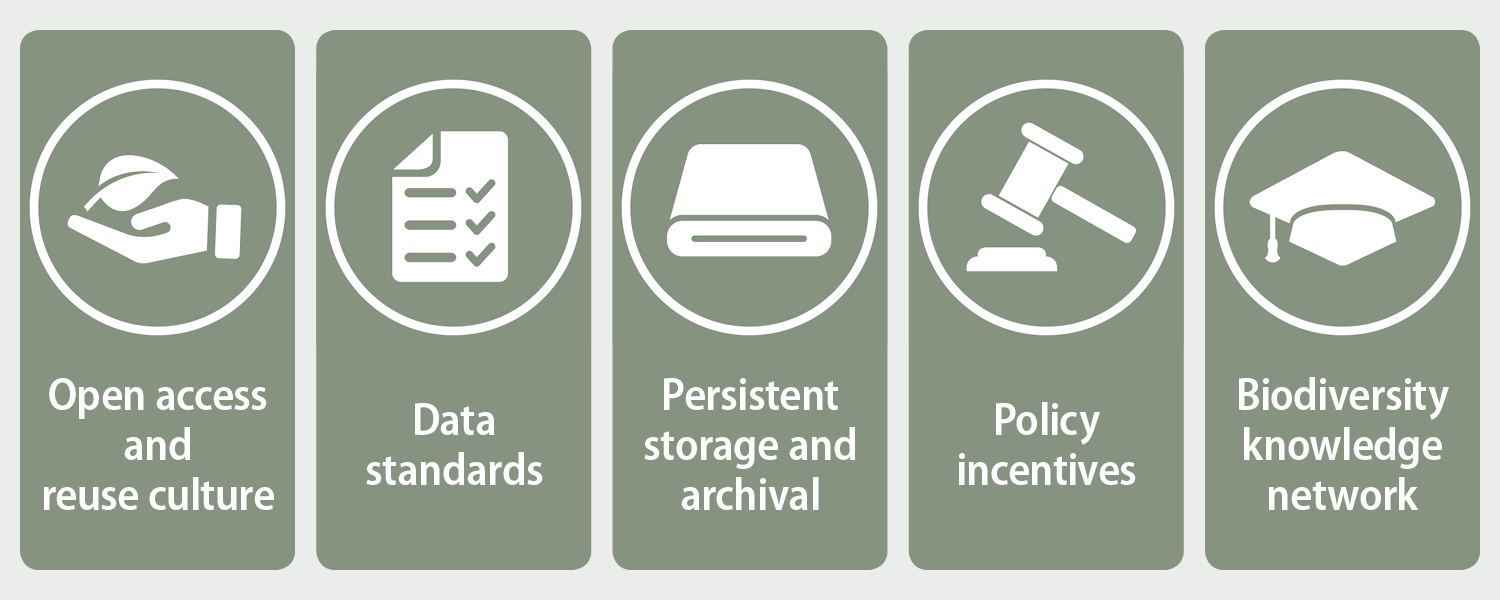 Open access
and
reuse culture
Data
standards
Persistent
storage and
archival
Policy
incentives
Biodiversity
knowledge
network